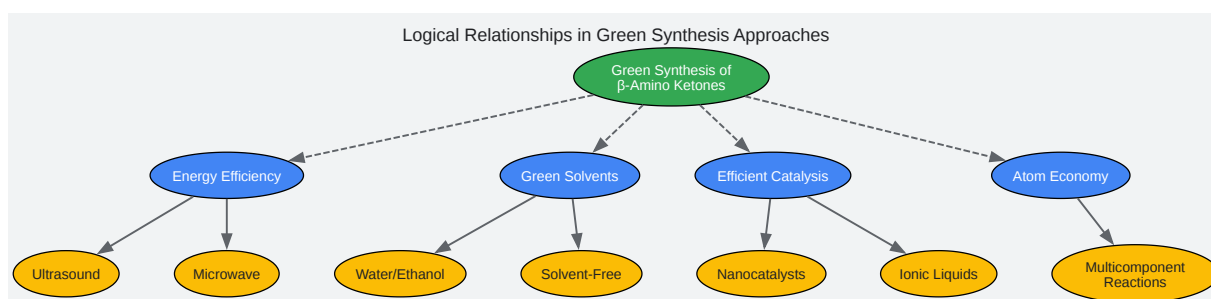 Logical Relationships in Green Synthesis Approaches
Green Synthesis of
β-Amino Ketones
Energy Efficiency
Green Solvents
Efficient Catalysis
Atom Economy
Ultrasound
Microwave
Water/Ethanol
Solvent-Free
Nanocatalysts
Ionic Liquids
Multicomponent
Reactions